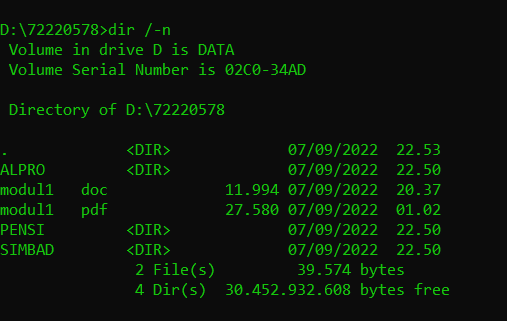 D:\72220578>dir /-n
Volume in drive D is DATA
Volume Serial Number is 02C0-34AD
Directory of D:\72220578
. <DIR> 07/09/2022 22.53
ALPRO <DIR> 07/09/2022 22.50
modul1 doc 11.994 07/09/2022 20.37
modul1 pdf 27.580 07/09/2022 01.02
PENSI <DIR> 07/09/2022 22.50
SIMBAD <DIR> 07/09/2022 22.50
2 File(s) 39.574 bytes
4 Dir(s) 30.452.932.608 bytes free